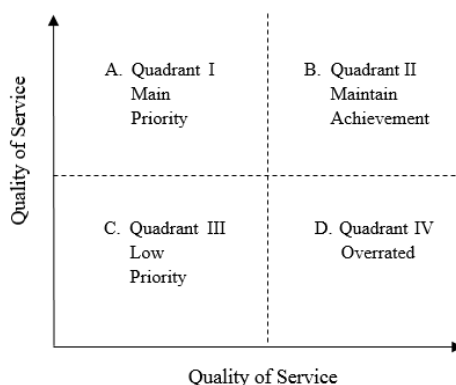 A. Quadrant I
Main
Priority
B. Quadrant II
Maintain
Achievement
Quality of Service
C. Quadrant III
Low
Priority
D. Quadrant IV
Overrated
Quality of Service